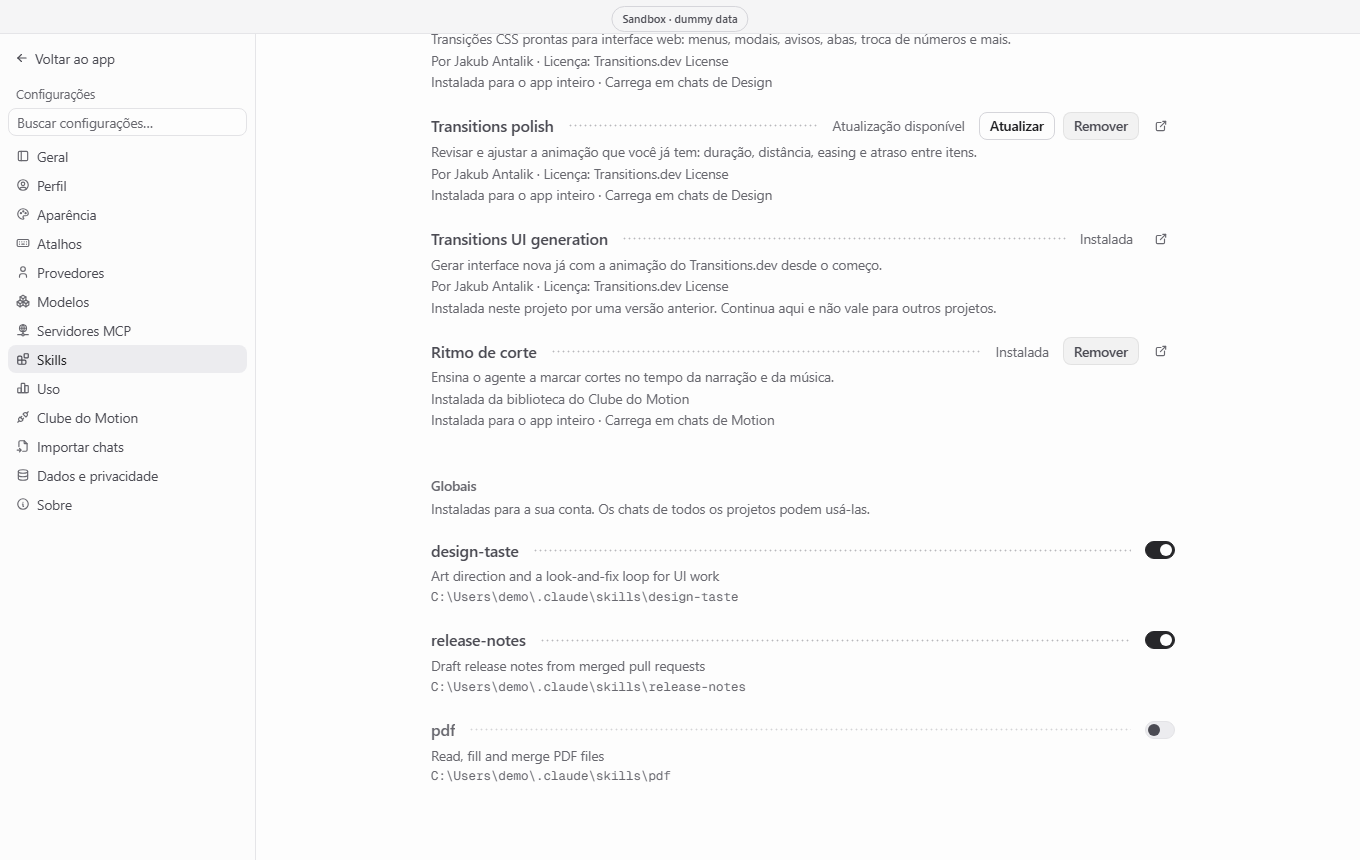 Sandbox · dummy data
Voltar ao app
Configurações
Buscar configurações...
Geral
Perfil
Aparência
Atalhos
Provedores
Modelos
Servidores MCP
Skills
Uso
Clube do Motion
Importar chats
Dados e privacidade
Sobre
Transições CSS prontas para interface web: menus, modais, avisos, abas, troca de números e mais.
Por Jakub Antalik · Licença: Transitions.dev License
Instalada para o app inteiro · Carrega em chats de Design
Transitions polish Atualização disponível Atualizar Remover
Revisar e ajustar a animação que você já tem: duração, distância, easing e atraso entre itens.
Por Jakub Antalik · Licença: Transitions.dev License
Instalada para o app inteiro · Carrega em chats de Design
Transitions UI generation Instalada
Gerar interface nova já com a animação do Transitions.dev desde o começo.
Por Jakub Antalik · Licença: Transitions.dev License
Instalada neste projeto por uma versão anterior. Continua aqui e não vale para outros projetos.
Ritmo de corte Instalada Remover
Ensina o agente a marcar cortes no tempo da narração e da música.
Instalada da biblioteca do Clube do Motion
Instalada para o app inteiro · Carrega em chats de Motion
Globais
Instaladas para a sua conta. Os chats de todos os projetos podem usá-las.
design-taste
Art direction and a look-and-fix loop for UI work
C:\Users\demo\.claude\skills\design-taste
release-notes
Draft release notes from merged pull requests
C:\Users\demo\.claude\skills\release-notes
pdf
Read, fill and merge PDF files
C:\Users\demo\.claude\skills\pdf